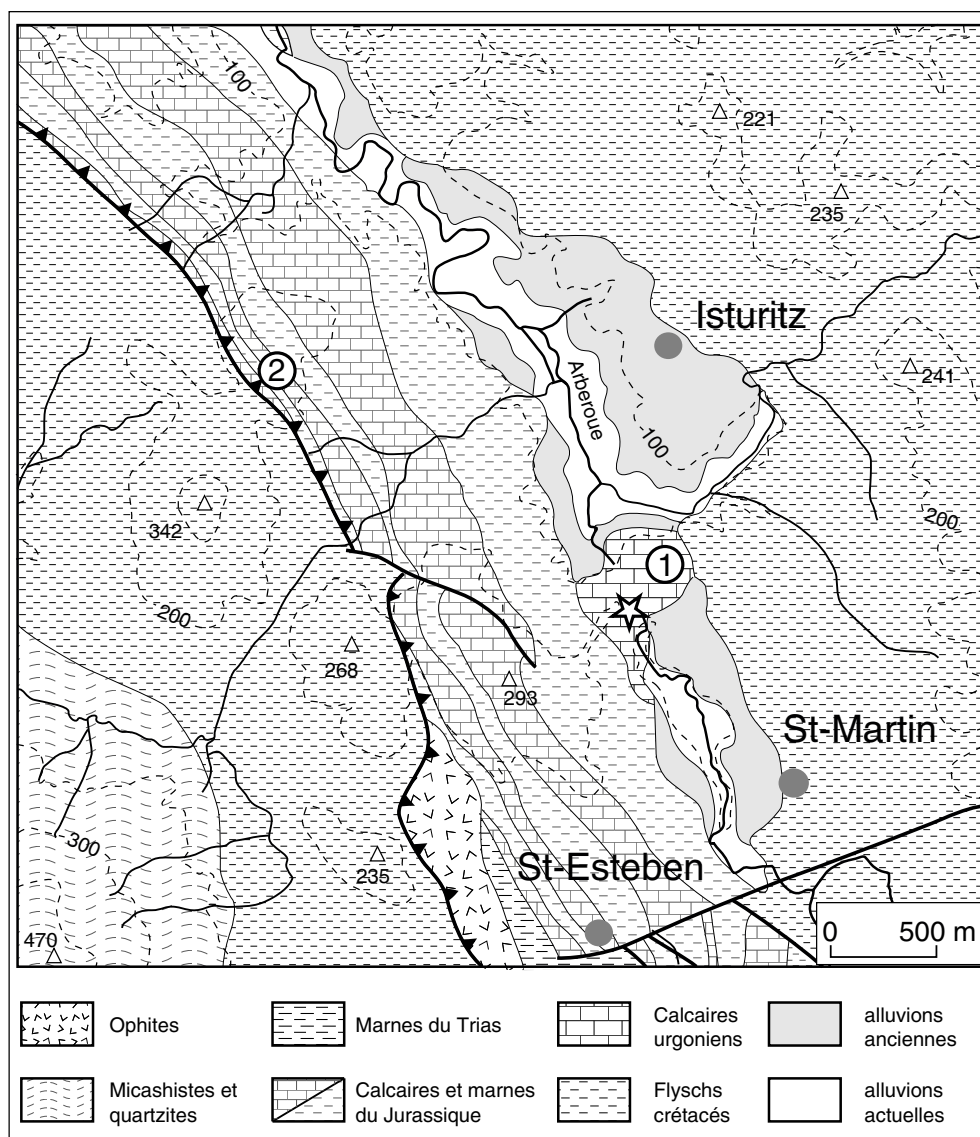 100
221
235
Isturitz
2
241
Arberoue
100
342
200
1
200
268
293
St-Martin
300
235
St-Esteben
470
0 500 m
Ophites
Marnes du Trias
Calcaires
urgoniens
alluvions
anciennes
Micashistes et
quartzites
Calcaires et marnes
du Jurassique
Flyschs
crétacés
alluvions
actuelles